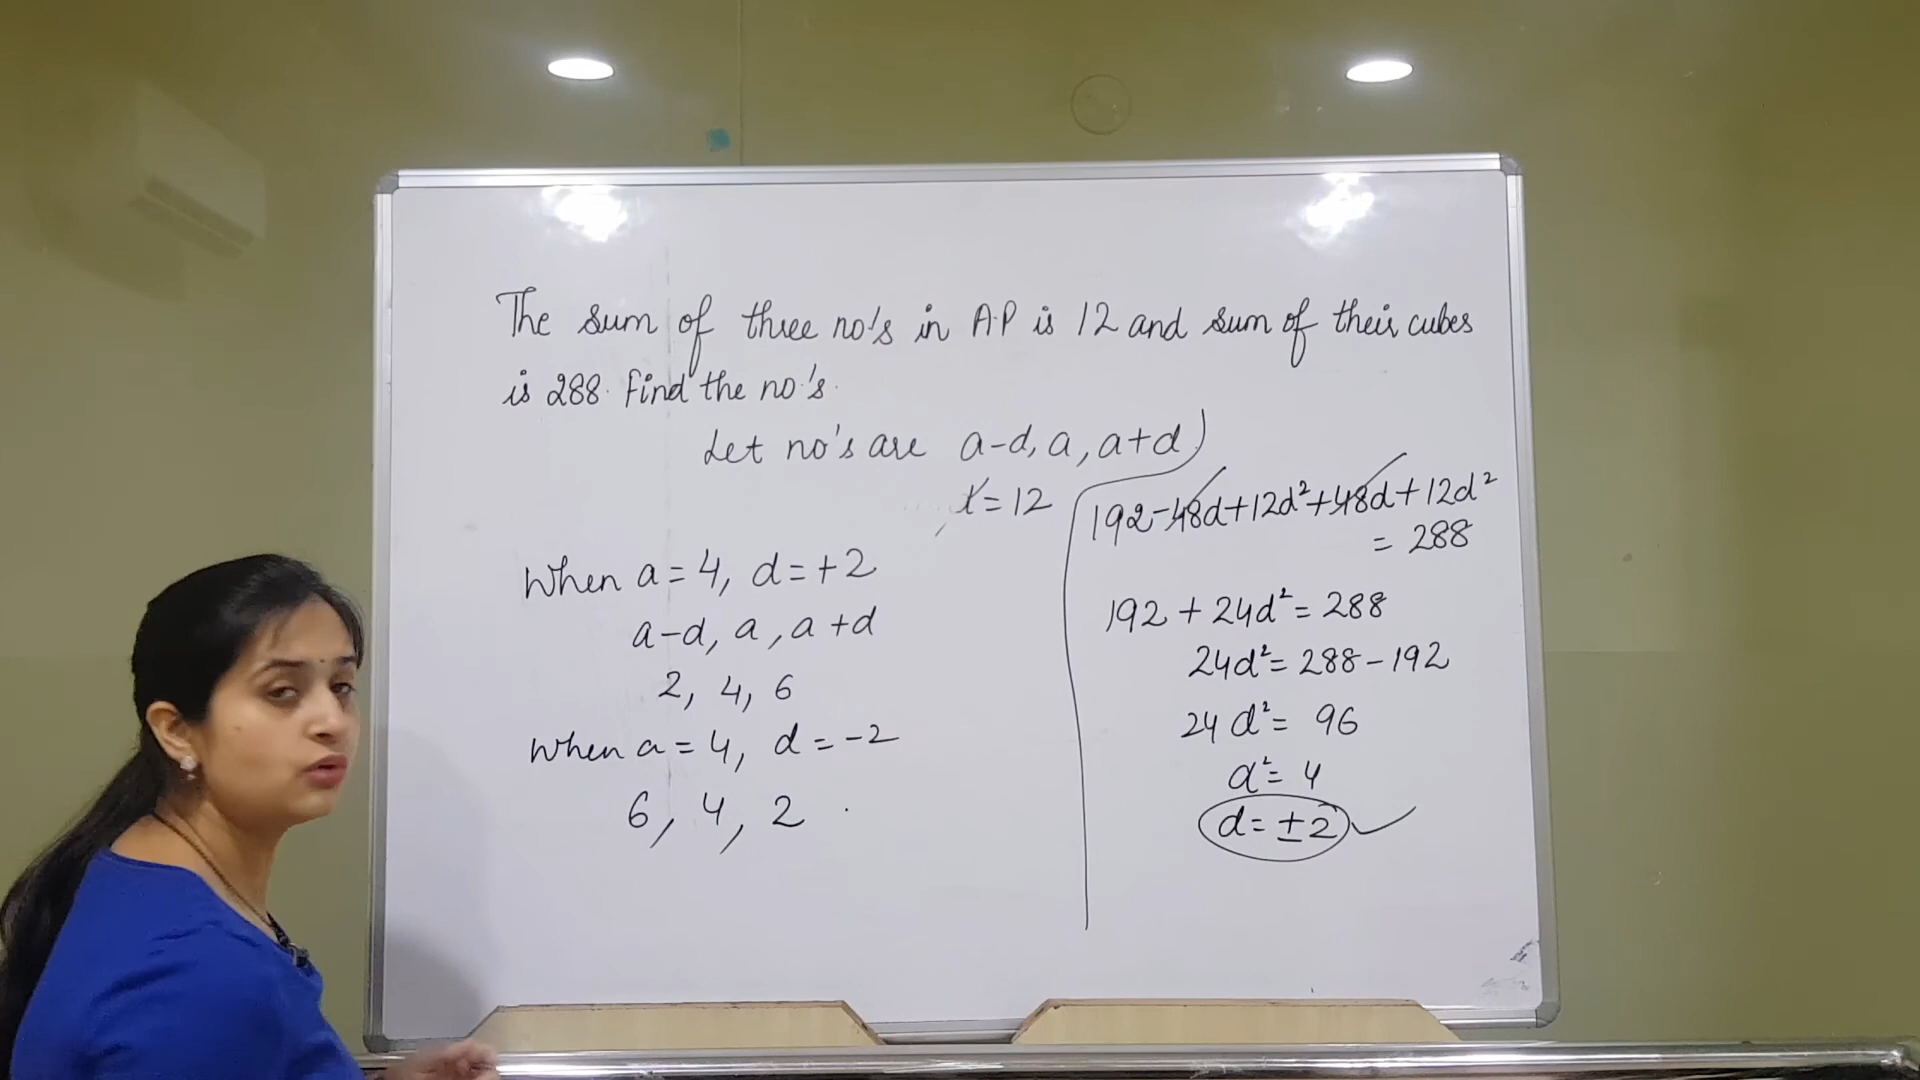 The sum of three no's in A.P is 12 and sum of their cubes
is 288. Find the no.'s.
Let no's are a-d, a, a+d
= 12
When a = 4, d = +2
a-d, a, a+d
2, 4, 6
When a = 4, d = -2
6, 4, 2
192-48d+12d²+48d+12d²
= 288
192 + 24d² = 288
24d² = 288-192
24d² = 96
d² = 4
d = ±2